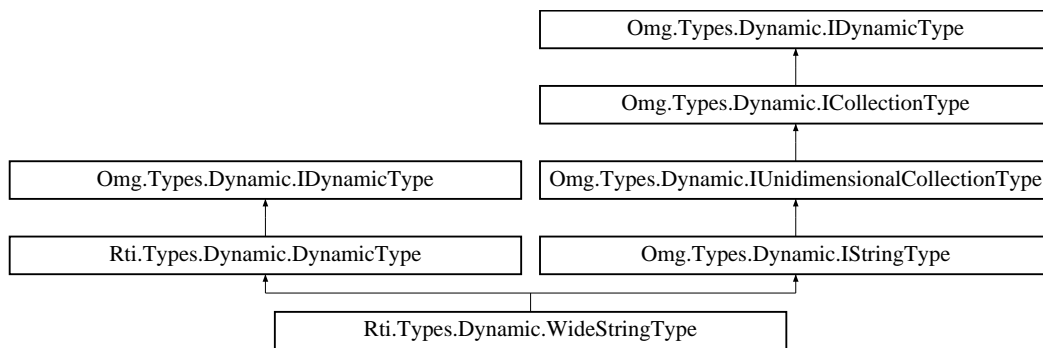 Omg.Types.Dynamic.IDynamicType
Omg.Types.Dynamic.ICollectionType
Omg.Types.Dynamic.IDynamicType
Omg.Types.Dynamic.IUnidimensionalCollectionType
Rti.Types.Dynamic.DynamicType
Omg.Types.Dynamic.IStringType
Rti.Types.Dynamic.WideStringType